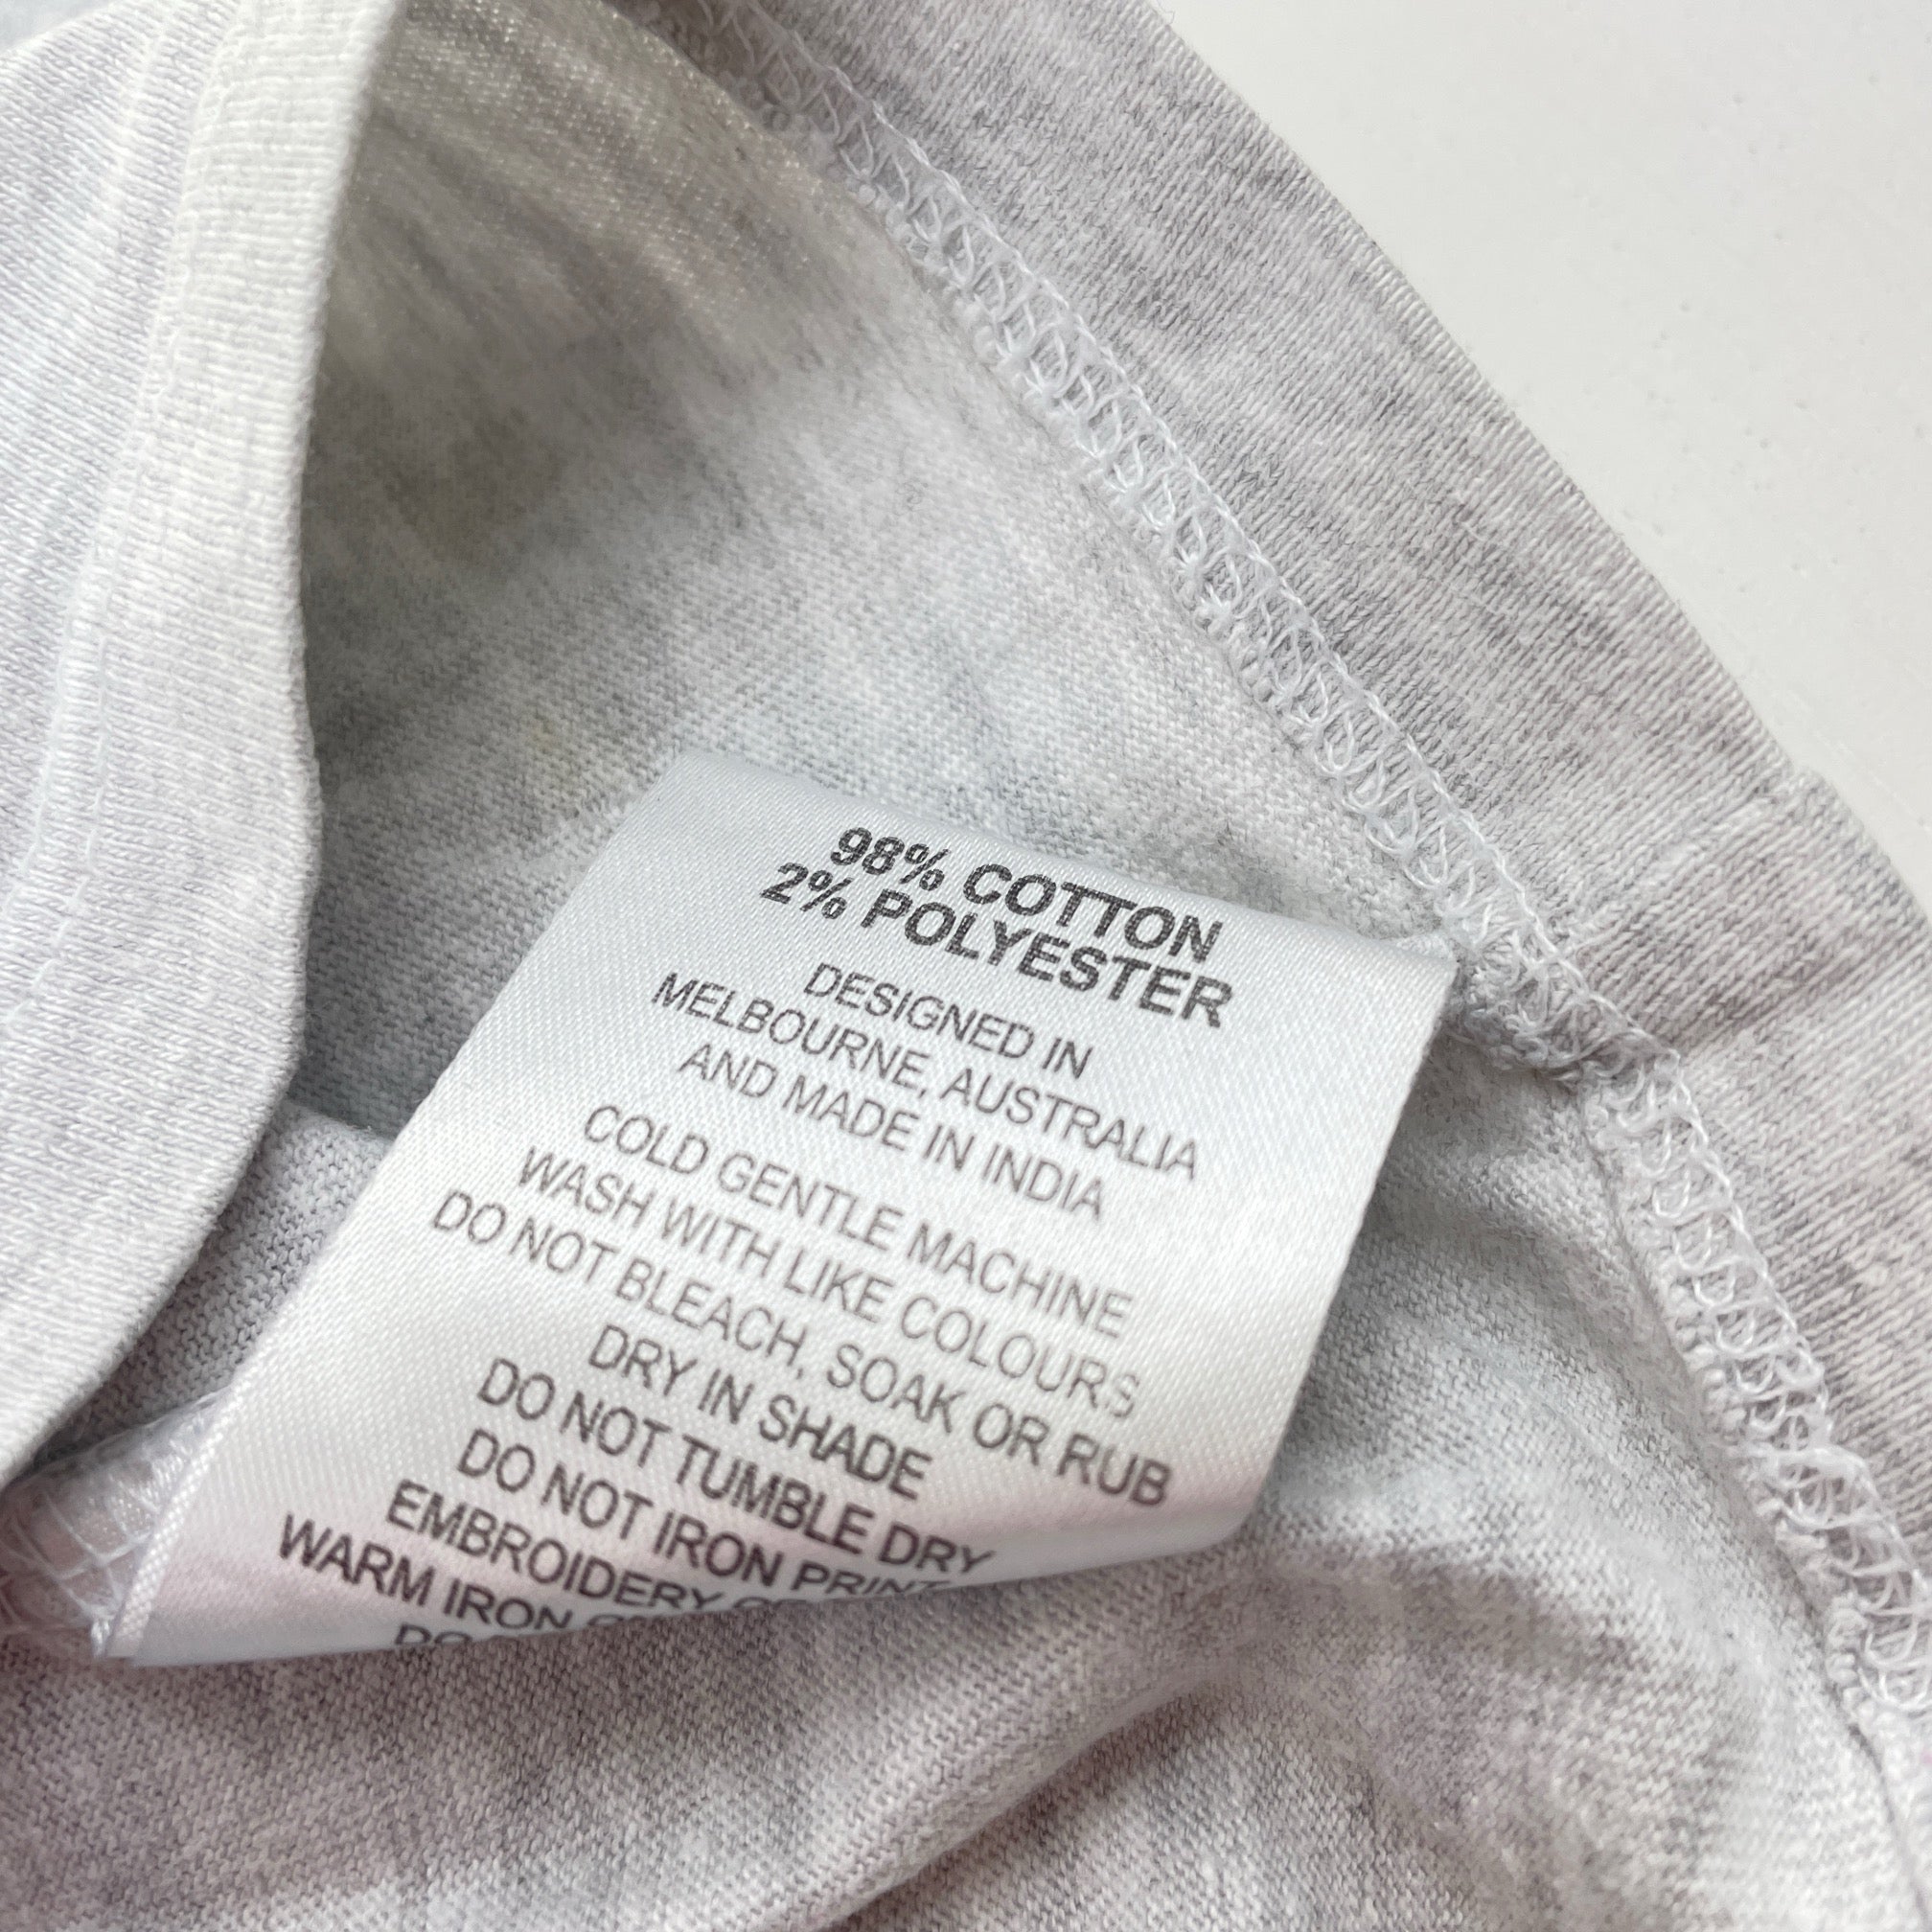 98% COTTON
2% POLYESTER
DESIGNED IN
MELBOURNE, AUSTRALIA
AND MADE IN INDIA
COLD GENTLE MACHINE
WASH WITH LIKE COLOURS
DO NOT BLEACH, SOAK OR RUB
DRY IN SHADE
DO NOT TUMBLE DRY
DO NOT IRON PRINT
EMBROIDERY
WARM IRON